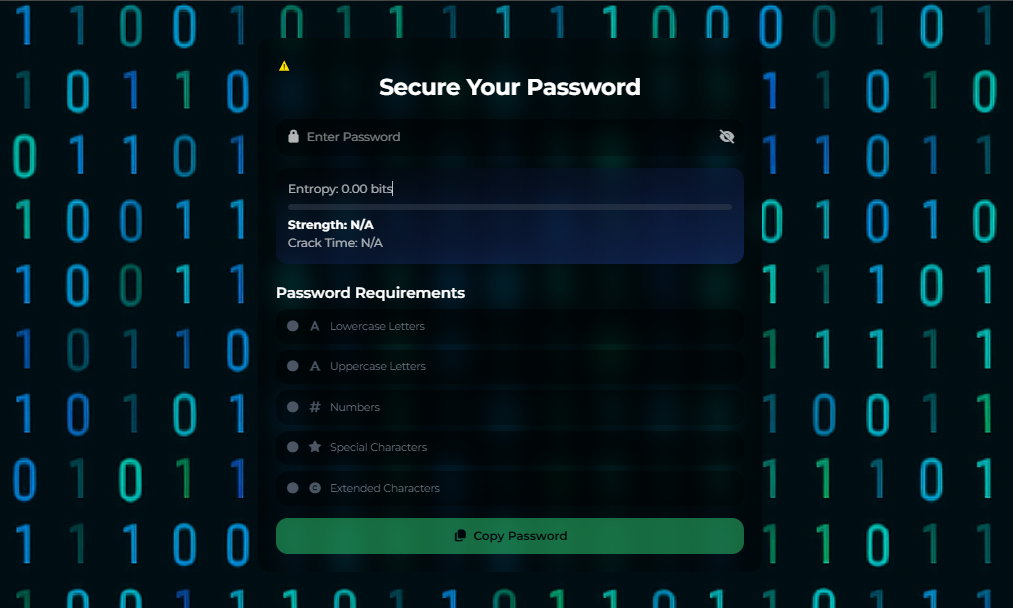 Secure Your Password
Enter Password
Entropy: 0.00 bits
Strength: N/A
Crack Time: N/A
Password Requirements
A Lowercase Letters
A Uppercase Letters
# Numbers
Special Characters
Extended Characters
Copy Password